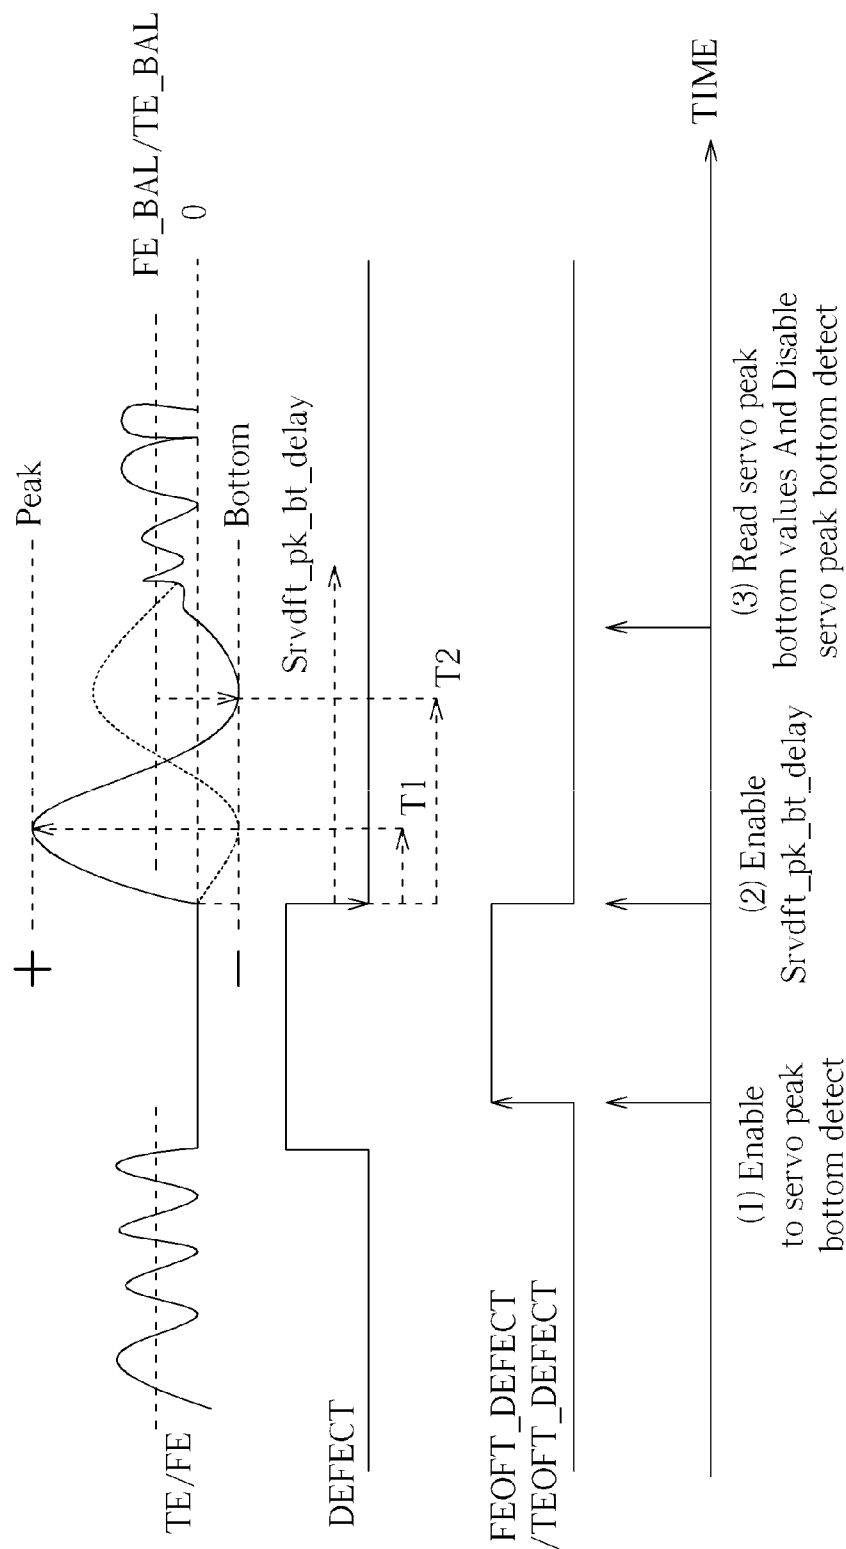 +
Peak
FE_BAL/TE_BAL
0
TE/FE
−
Bottom
Srvdft_pk_bt_delay
DEFECT
T1
T2
FEOFT_DEFECT
/TEOFT_DEFECT
TIME
(1) Enable
to servo peak
bottom detect
(2) Enable
Srvdft_pk_bt_delay
(3) Read servo peak
bottom values And Disable
servo peak bottom detect